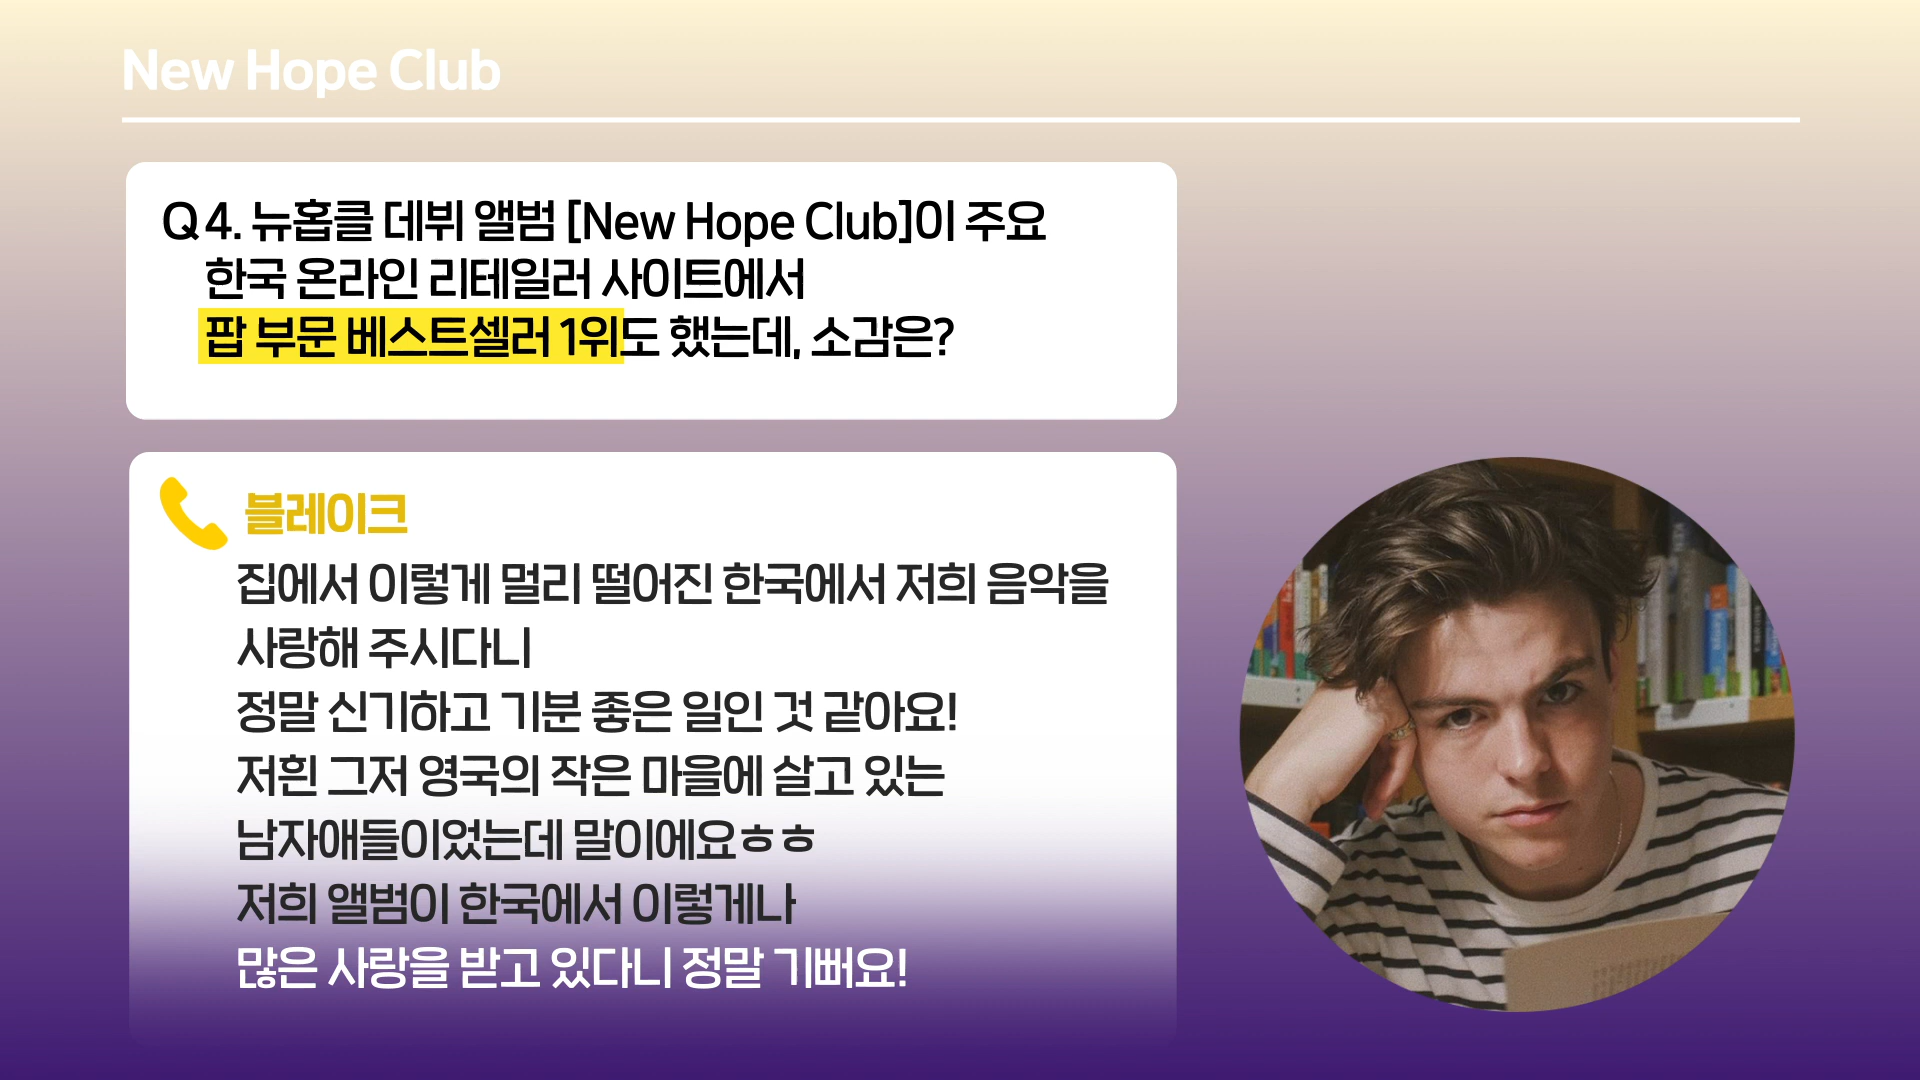 New Hope Club
Q4. 뉴홉클 데뷔 앨범 [New Hope Club]이 주요
한국 온라인 리테일러 사이트에서
팝 부문 베스트셀러 1위도 했는데, 소감은?
블레이크
집에서 이렇게 멀리 떨어진 한국에서 저희 음악을
사랑해 주시다니
정말 신기하고 기분 좋은 일인 것 같아요!
저흰 그저 영국의 작은 마을에 살고 있는
남자애들이었는데 말이에요ㅎㅎ
저희 앨범이 한국에서 이렇게나
많은 사랑을 받고 있다니 정말 기뻐요!